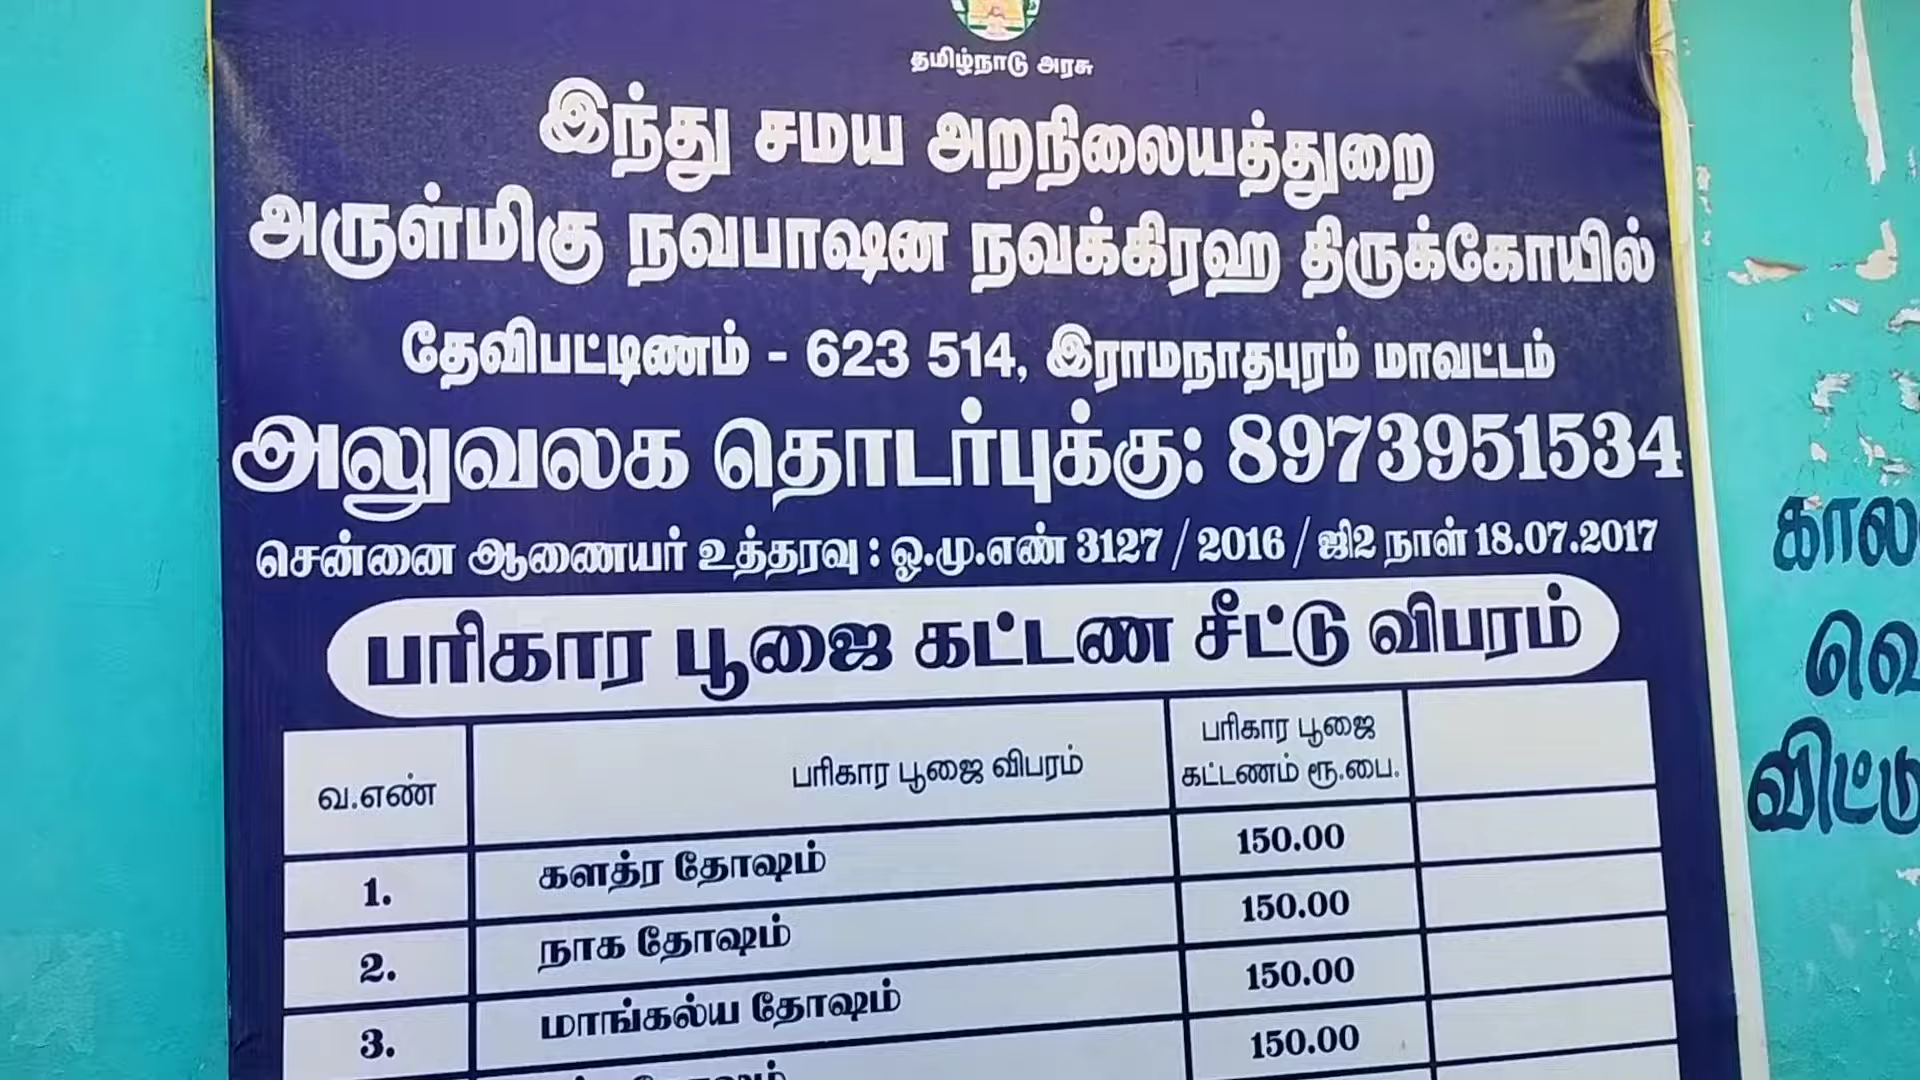 தமிழ்நாடு அரசு
இந்து சமய அறநிலையத்துறை
அருள்மிகு நவபாஷன நவக்கிரஹ திருக்கோயில்
தேவிபட்டிணம் - 623 514, இராமநாதபுரம் மாவட்டம்
அலுவலக தொடர்புக்கு: 8973951534
சென்னை ஆணையர் உத்தரவு : ஓ.மு.எண் 3127 / 2016 / ஜி2 நாள் 18.07.2017
பரிகார பூஜை கட்டண சீட்டு விபரம்
வ.எண் பரிகார பூஜை விபரம் பரிகார பூஜை கட்டணம் ரூ.பை.
1. களத்ர தோஷம் 150.00
2. நாக தோஷம் 150.00
3. மாங்கல்ய தோஷம் 150.00
தோஷம் 150.00